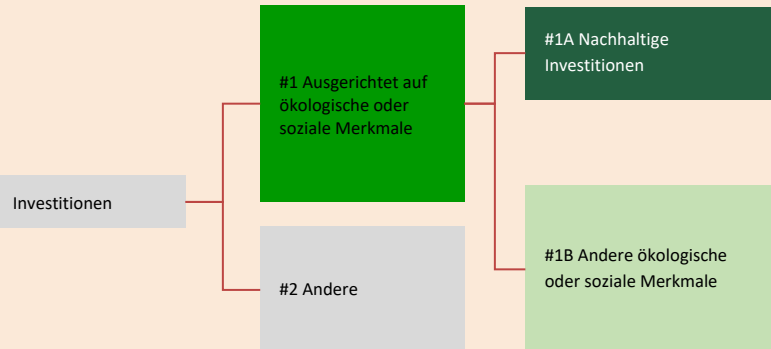 Investitionen
#1 Ausgerichtet auf
ökologische oder
soziale Merkmale
#2 Andere
#1A Nachhaltige
Investitionen
#1B Andere ökologische
oder soziale Merkmale